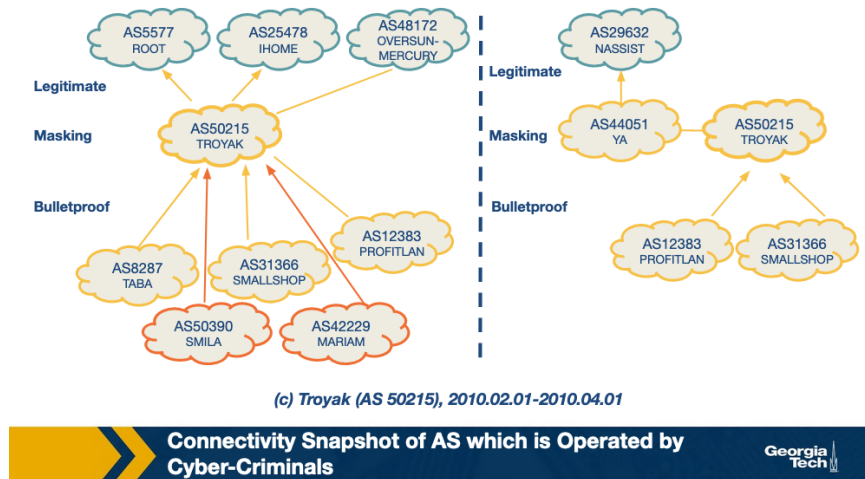 AS5577
ROOT
AS25478
IHOME
AS48172
OVERSUN-
MERCURY
Legitimate
Masking
AS50215
TROYAK
Bulletproof
AS8287
TABA
AS31366
SMALLSHOP
AS12383
PROFITLAN
AS50390
SMILA
AS42229
MARIAM
AS29632
NASSIST
Legitimate
Masking
AS44051
YA
AS50215
TROYAK
Bulletproof
AS12383
PROFITLAN
AS31366
SMALLSHOP
(c) Troyak (AS 50215), 2010.02.01-2010.04.01
Connectivity Snapshot of AS which is Operated by
Cyber-Criminals
Georgia
Tech